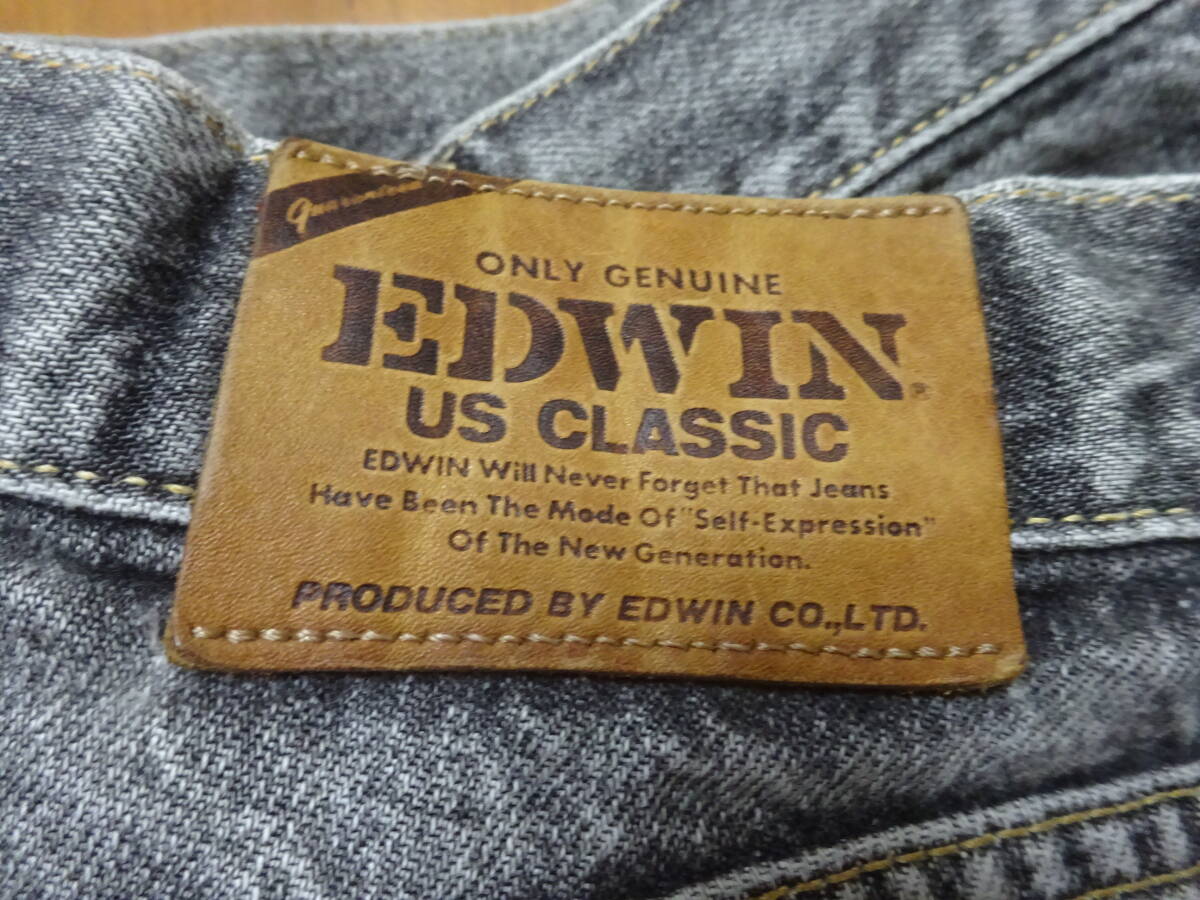 Guaranteed
ONLY GENUINE
EDWIN®
US CLASSIC
EDWIN Will Never Forget That Jeans
Have Been The Mode Of "Self-Expression"
Of The New Generation.
PRODUCED BY EDWIN CO.,LTD.